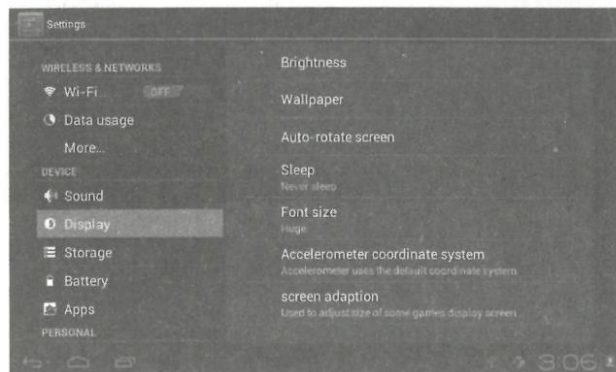 Settings
WIRELESS & NETWORKS
Wi-Fi OFF
Data usage
More...
DEVICE
Sound
Display
Storage
Battery
Apps
PERSONAL
Brightness
Wallpaper
Auto-rotate screen
Sleep
Never sleep
Font size
Huge
Accelerometer coordinate system
Accelerometer uses the default coordinate system.
screen adaption
Used to adjust size of some games display screen
3:06